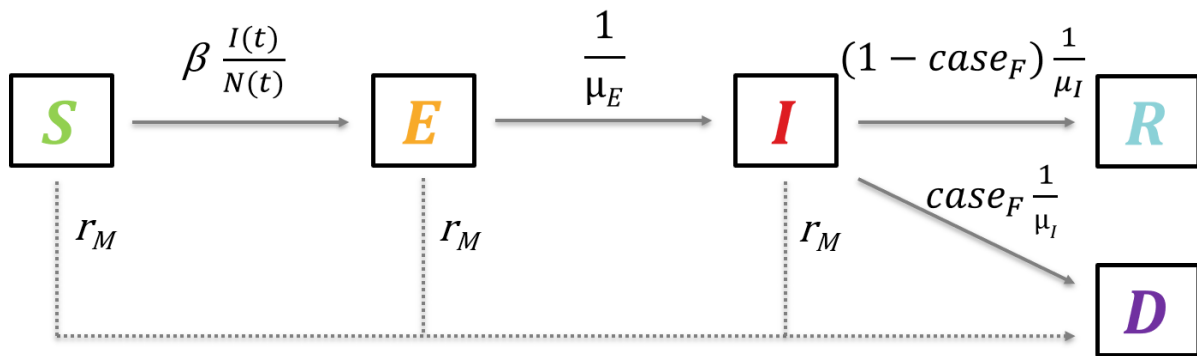 β I(t)/N(t)
1/μ_E
(1 − case_F) 1/μ_I
S
E
I
R
r_M
r_M
r_M
case_F 1/μ_I
D